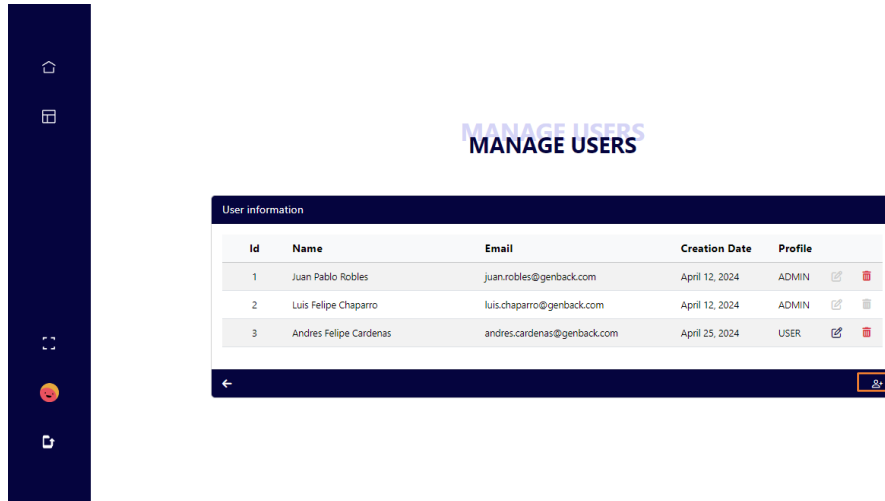 MANAGE USERS
MANAGE USERS
User information
Id Name Email Creation Date Profile
1 Juan Pablo Robles juan.robles@genback.com April 12, 2024 ADMIN
2 Luis Felipe Chaparro luis.chaparro@genback.com April 12, 2024 ADMIN
3 Andres Felipe Cardenas andres.cardenas@genback.com April 25, 2024 USER